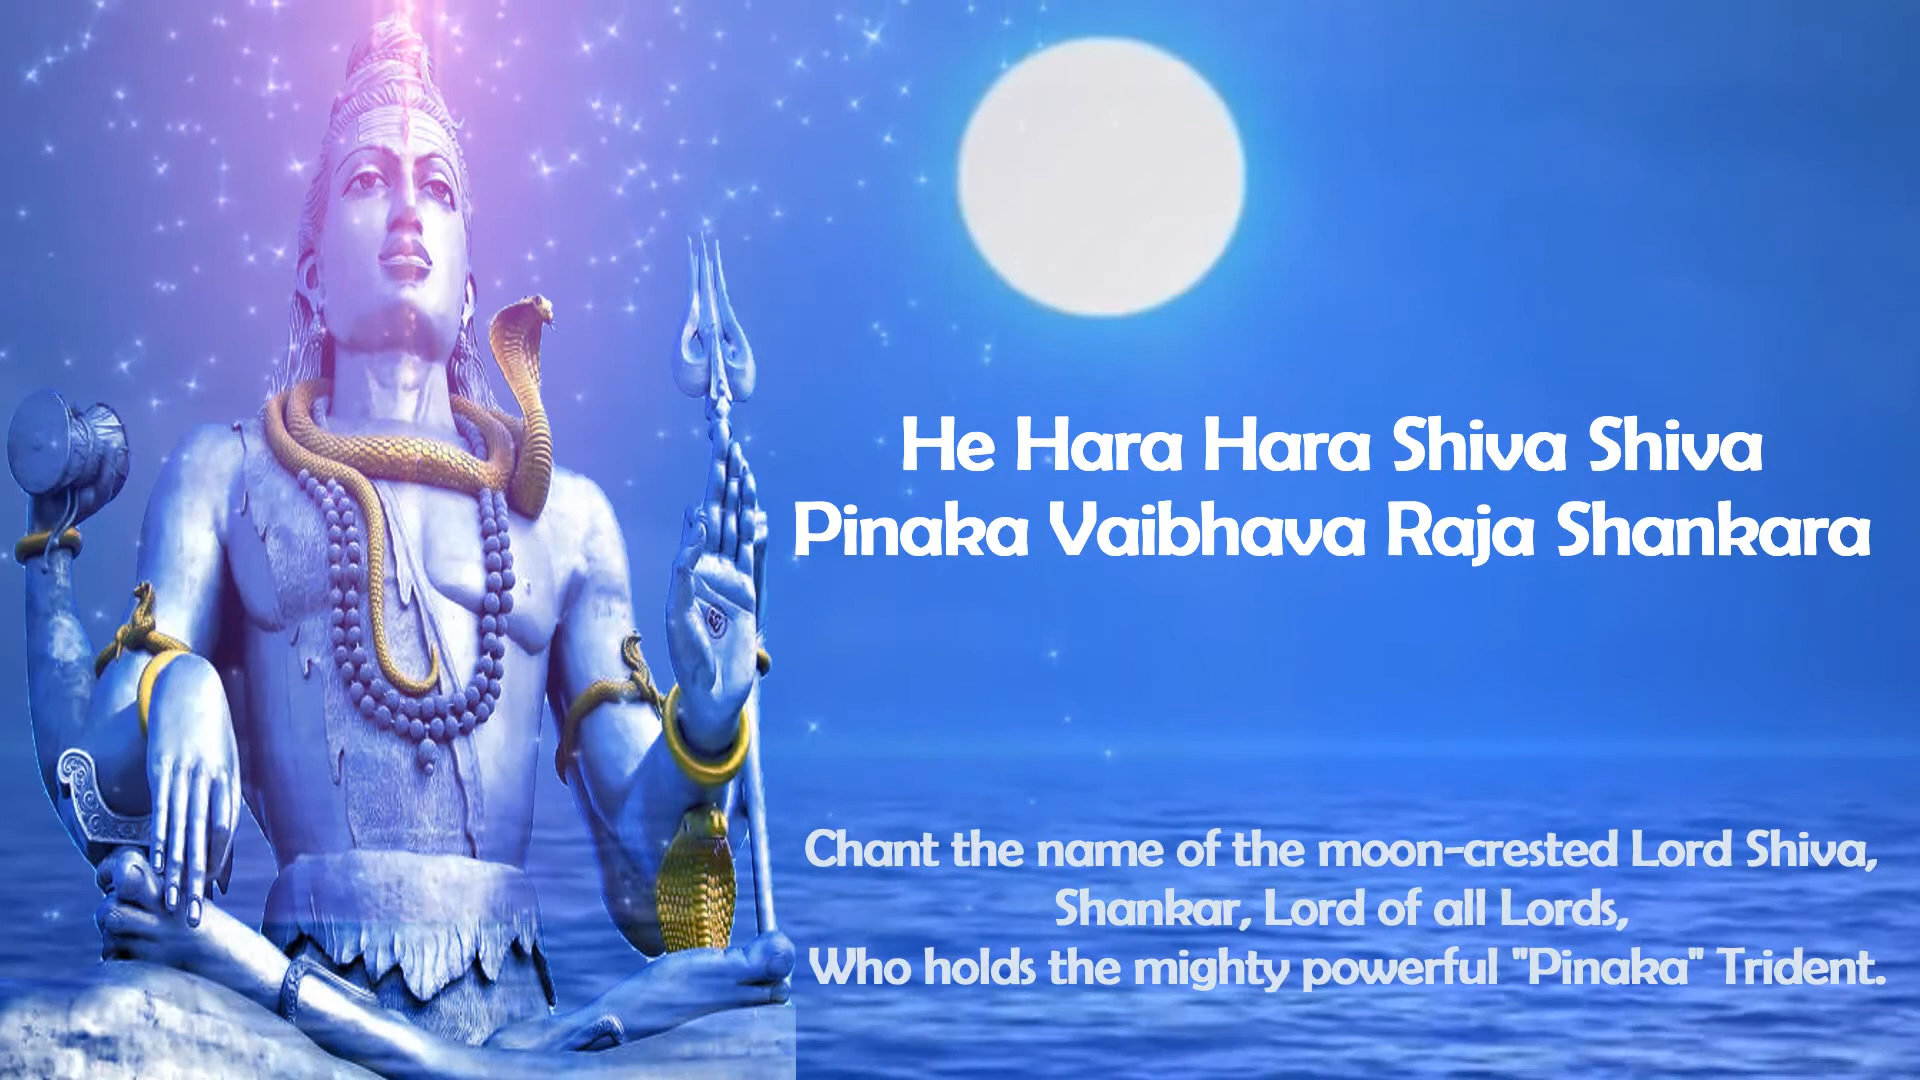 He Hara Hara Shiva Shiva
Pinaka Vaibhava Raja Shankara
Chant the name of the moon-crested Lord Shiva,
Shankar, Lord of all Lords,
Who holds the mighty powerful "Pinaka" Trident.